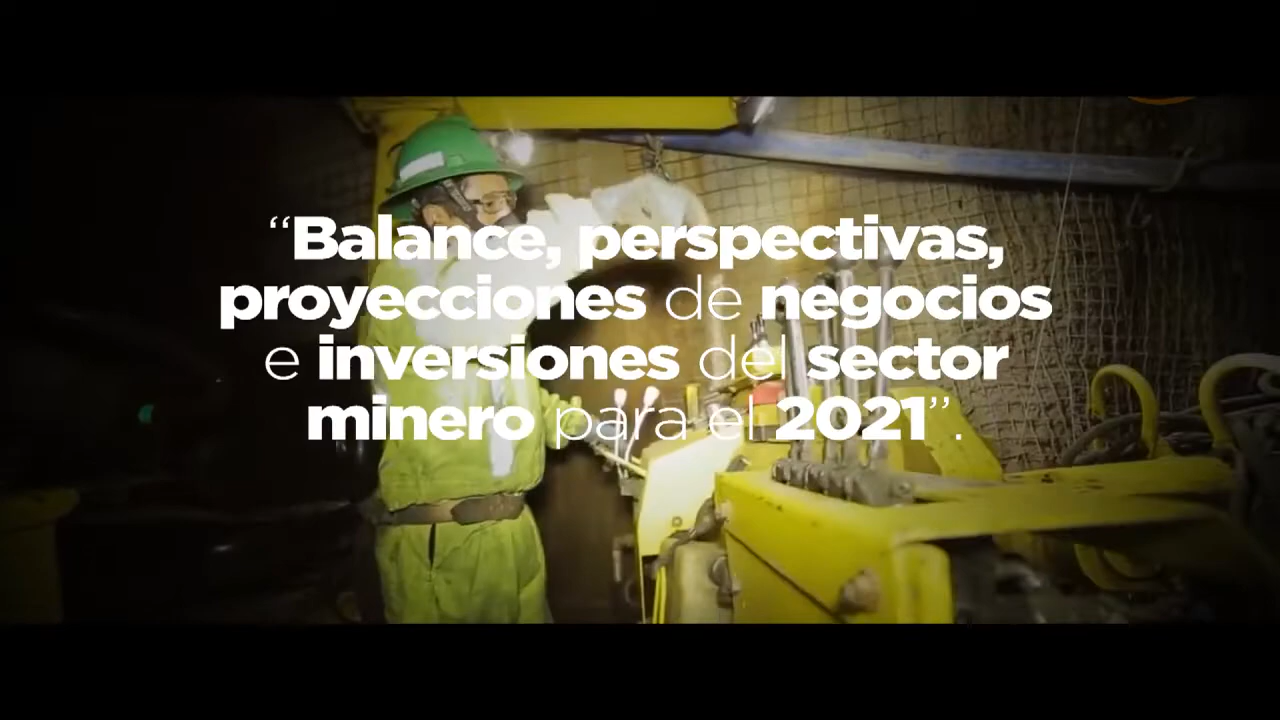 “Balance, perspectivas,
proyecciones de negocios
e inversiones del sector
minero para el 2021”.